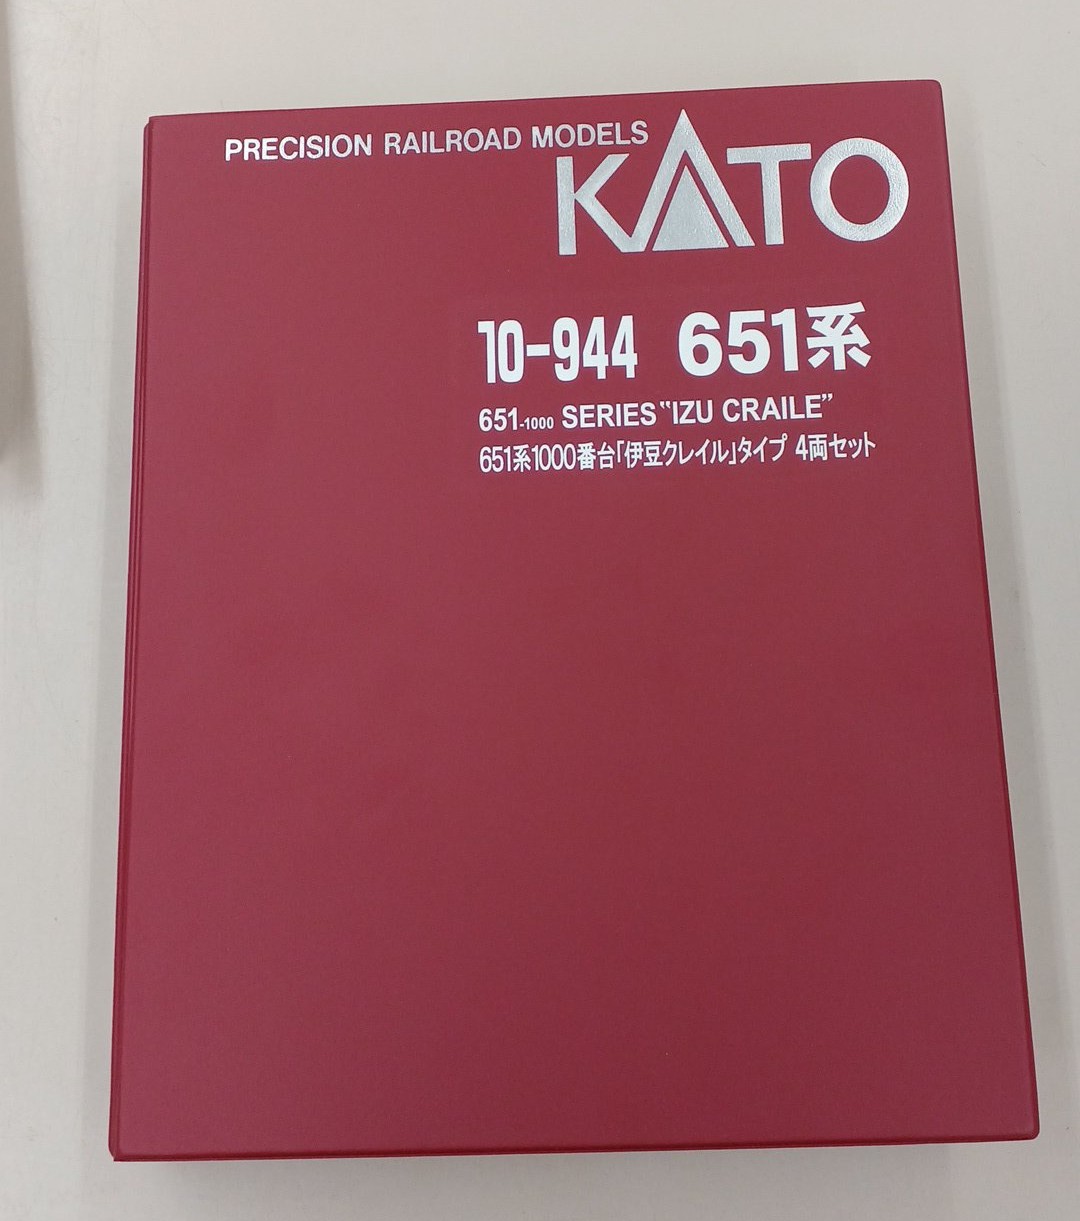 PRECISION RAILROAD MODELS
KATO
10-944 651系
651-1000 SERIES "IZU CRAILE"
651系1000番台「伊豆クレイル」タイプ 4両セット